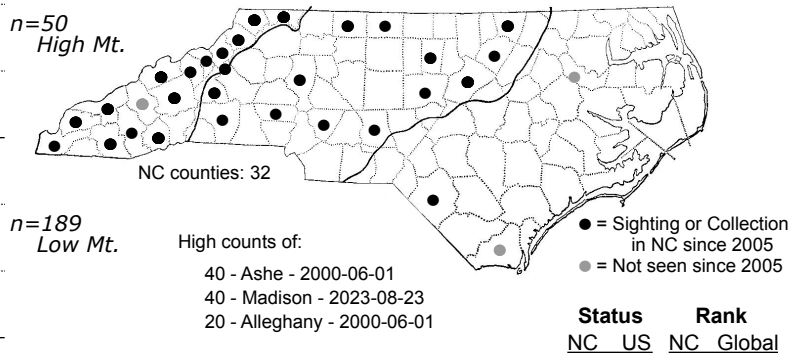 n=50
High Mt.
NC counties: 32
n=189
Low Mt.
High counts of:
40 - Ashe - 2000-06-01
40 - Madison - 2023-08-23
20 - Alleghany - 2000-06-01
= Sighting or Collection
in NC since 2005
= Not seen since 2005
Status Rank
NC US NC Global